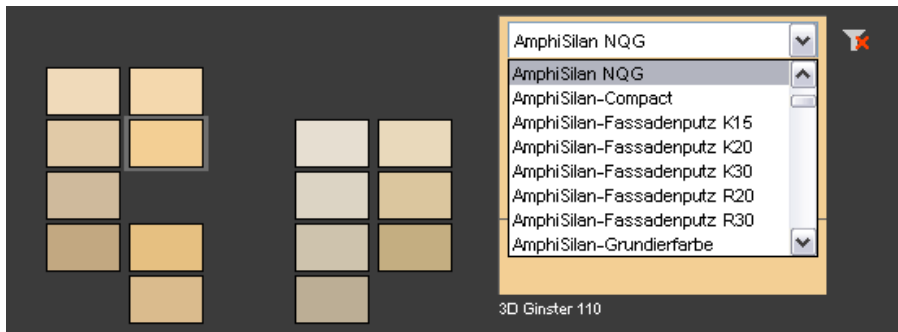 AmphiSilan NQG
AmphiSilan NQG
AmphiSilan-Compact
AmphiSilan-Fassadenputz K15
AmphiSilan-Fassadenputz K20
AmphiSilan-Fassadenputz K30
AmphiSilan-Fassadenputz R20
AmphiSilan-Fassadenputz R30
AmphiSilan-Grundierfarbe
3D Ginster 110